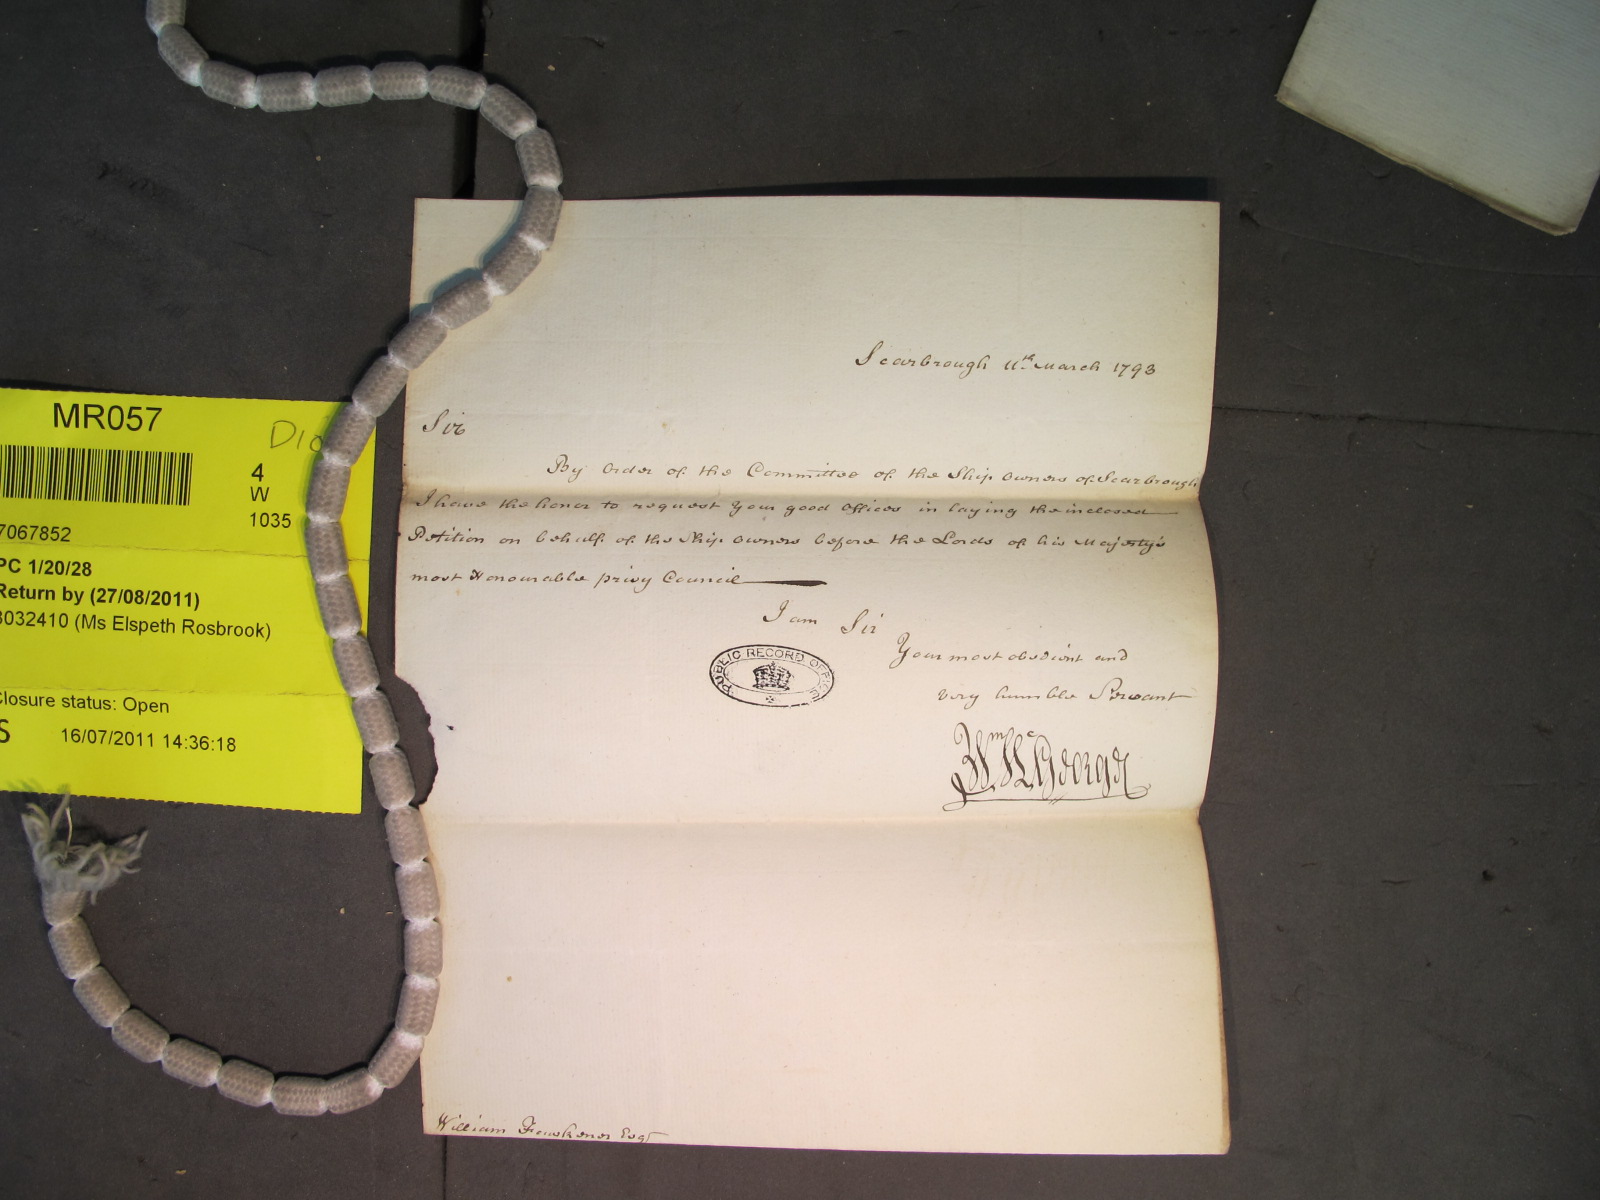 Scarbrough 11th March 1793
Sir
By Order of the Committee of the Ship Owners of Scarbrough
I have the honor to request Your good Offices in laying the inclosed
Petition on behalf of the Ship Owners before the Lords of his Majesty's
most Honourable privy Council
I am Sir
Your most obedient and
very humble Servant
PUBLIC RECORD OFFICE
Wm McGeorge
William Fawkener Esqr
MR057
D10
4
W
1035
7067852
PC 1/20/28
Return by (27/08/2011)
3032410 (Ms Elspeth Rosbrook)
Closure status: Open
S
16/07/2011 14:36:18